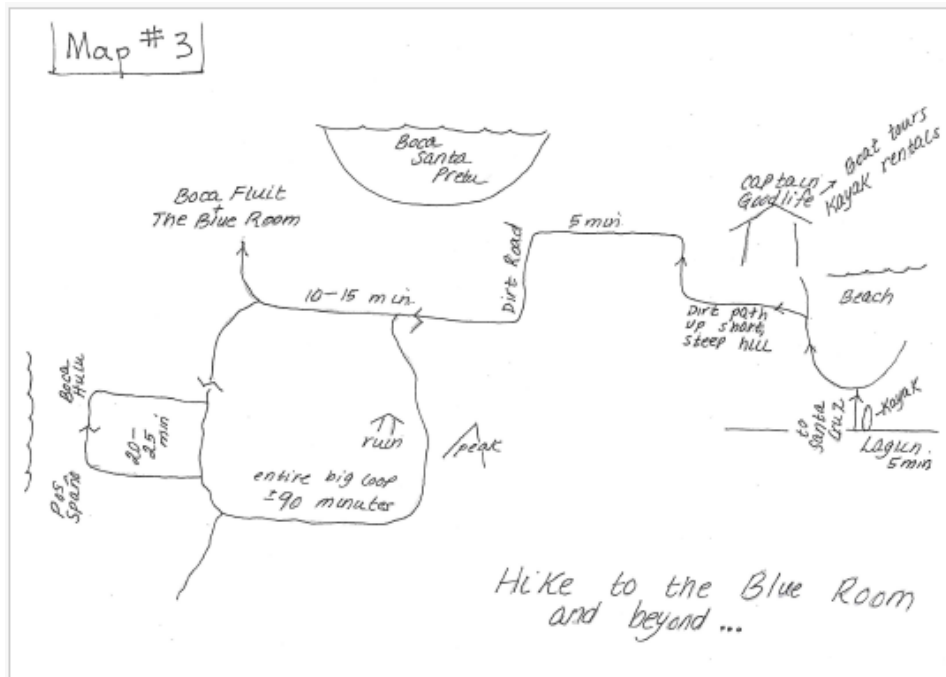 Map #3
Boca
Santa
Pretu
Boca Fluit
+
The Blue Room
Captain
Goodlife
Boat tours
Kayak rentals
5 min
Dirt Road
10-15 min.
Beach
Dirt path
up short,
steep hill
Boca
Hulu
20-
25
min
Pos
Spaño
ruin
peak
entire big loop
±90 minutes
to
Santa
Cruz
Kayak
Lagun.
5 min
Hike to the Blue Room
and beyond ...